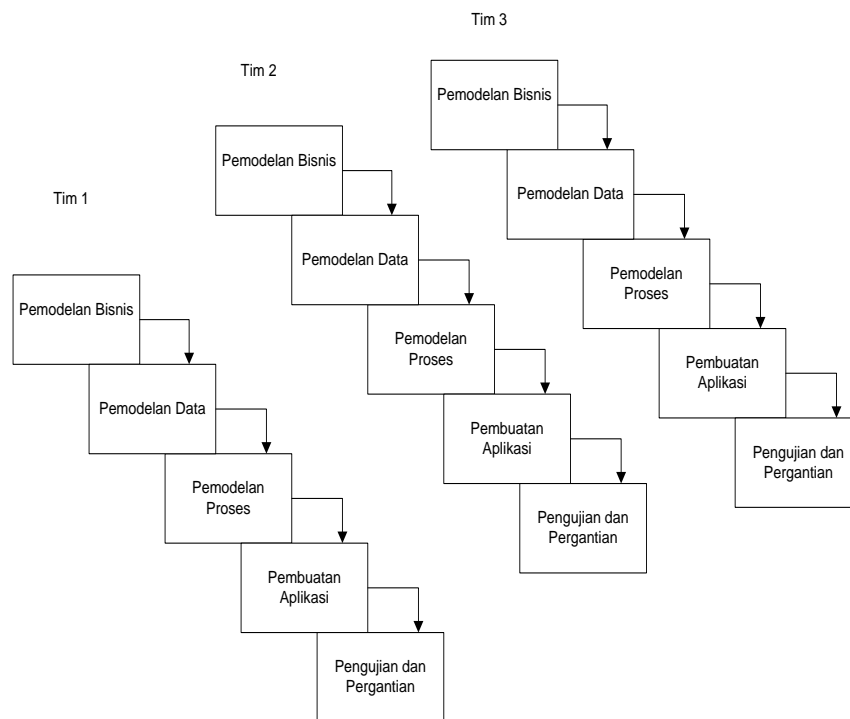 Tim 1
Pemodelan Bisnis
Pemodelan Data
Pemodelan
Proses
Pembuatan
Aplikasi
Pengujian dan
Pergantian
Tim 2
Pemodelan Bisnis
Pemodelan Data
Pemodelan
Proses
Pembuatan
Aplikasi
Pengujian dan
Pergantian
Tim 3
Pemodelan Bisnis
Pemodelan Data
Pemodelan
Proses
Pembuatan
Aplikasi
Pengujian dan
Pergantian